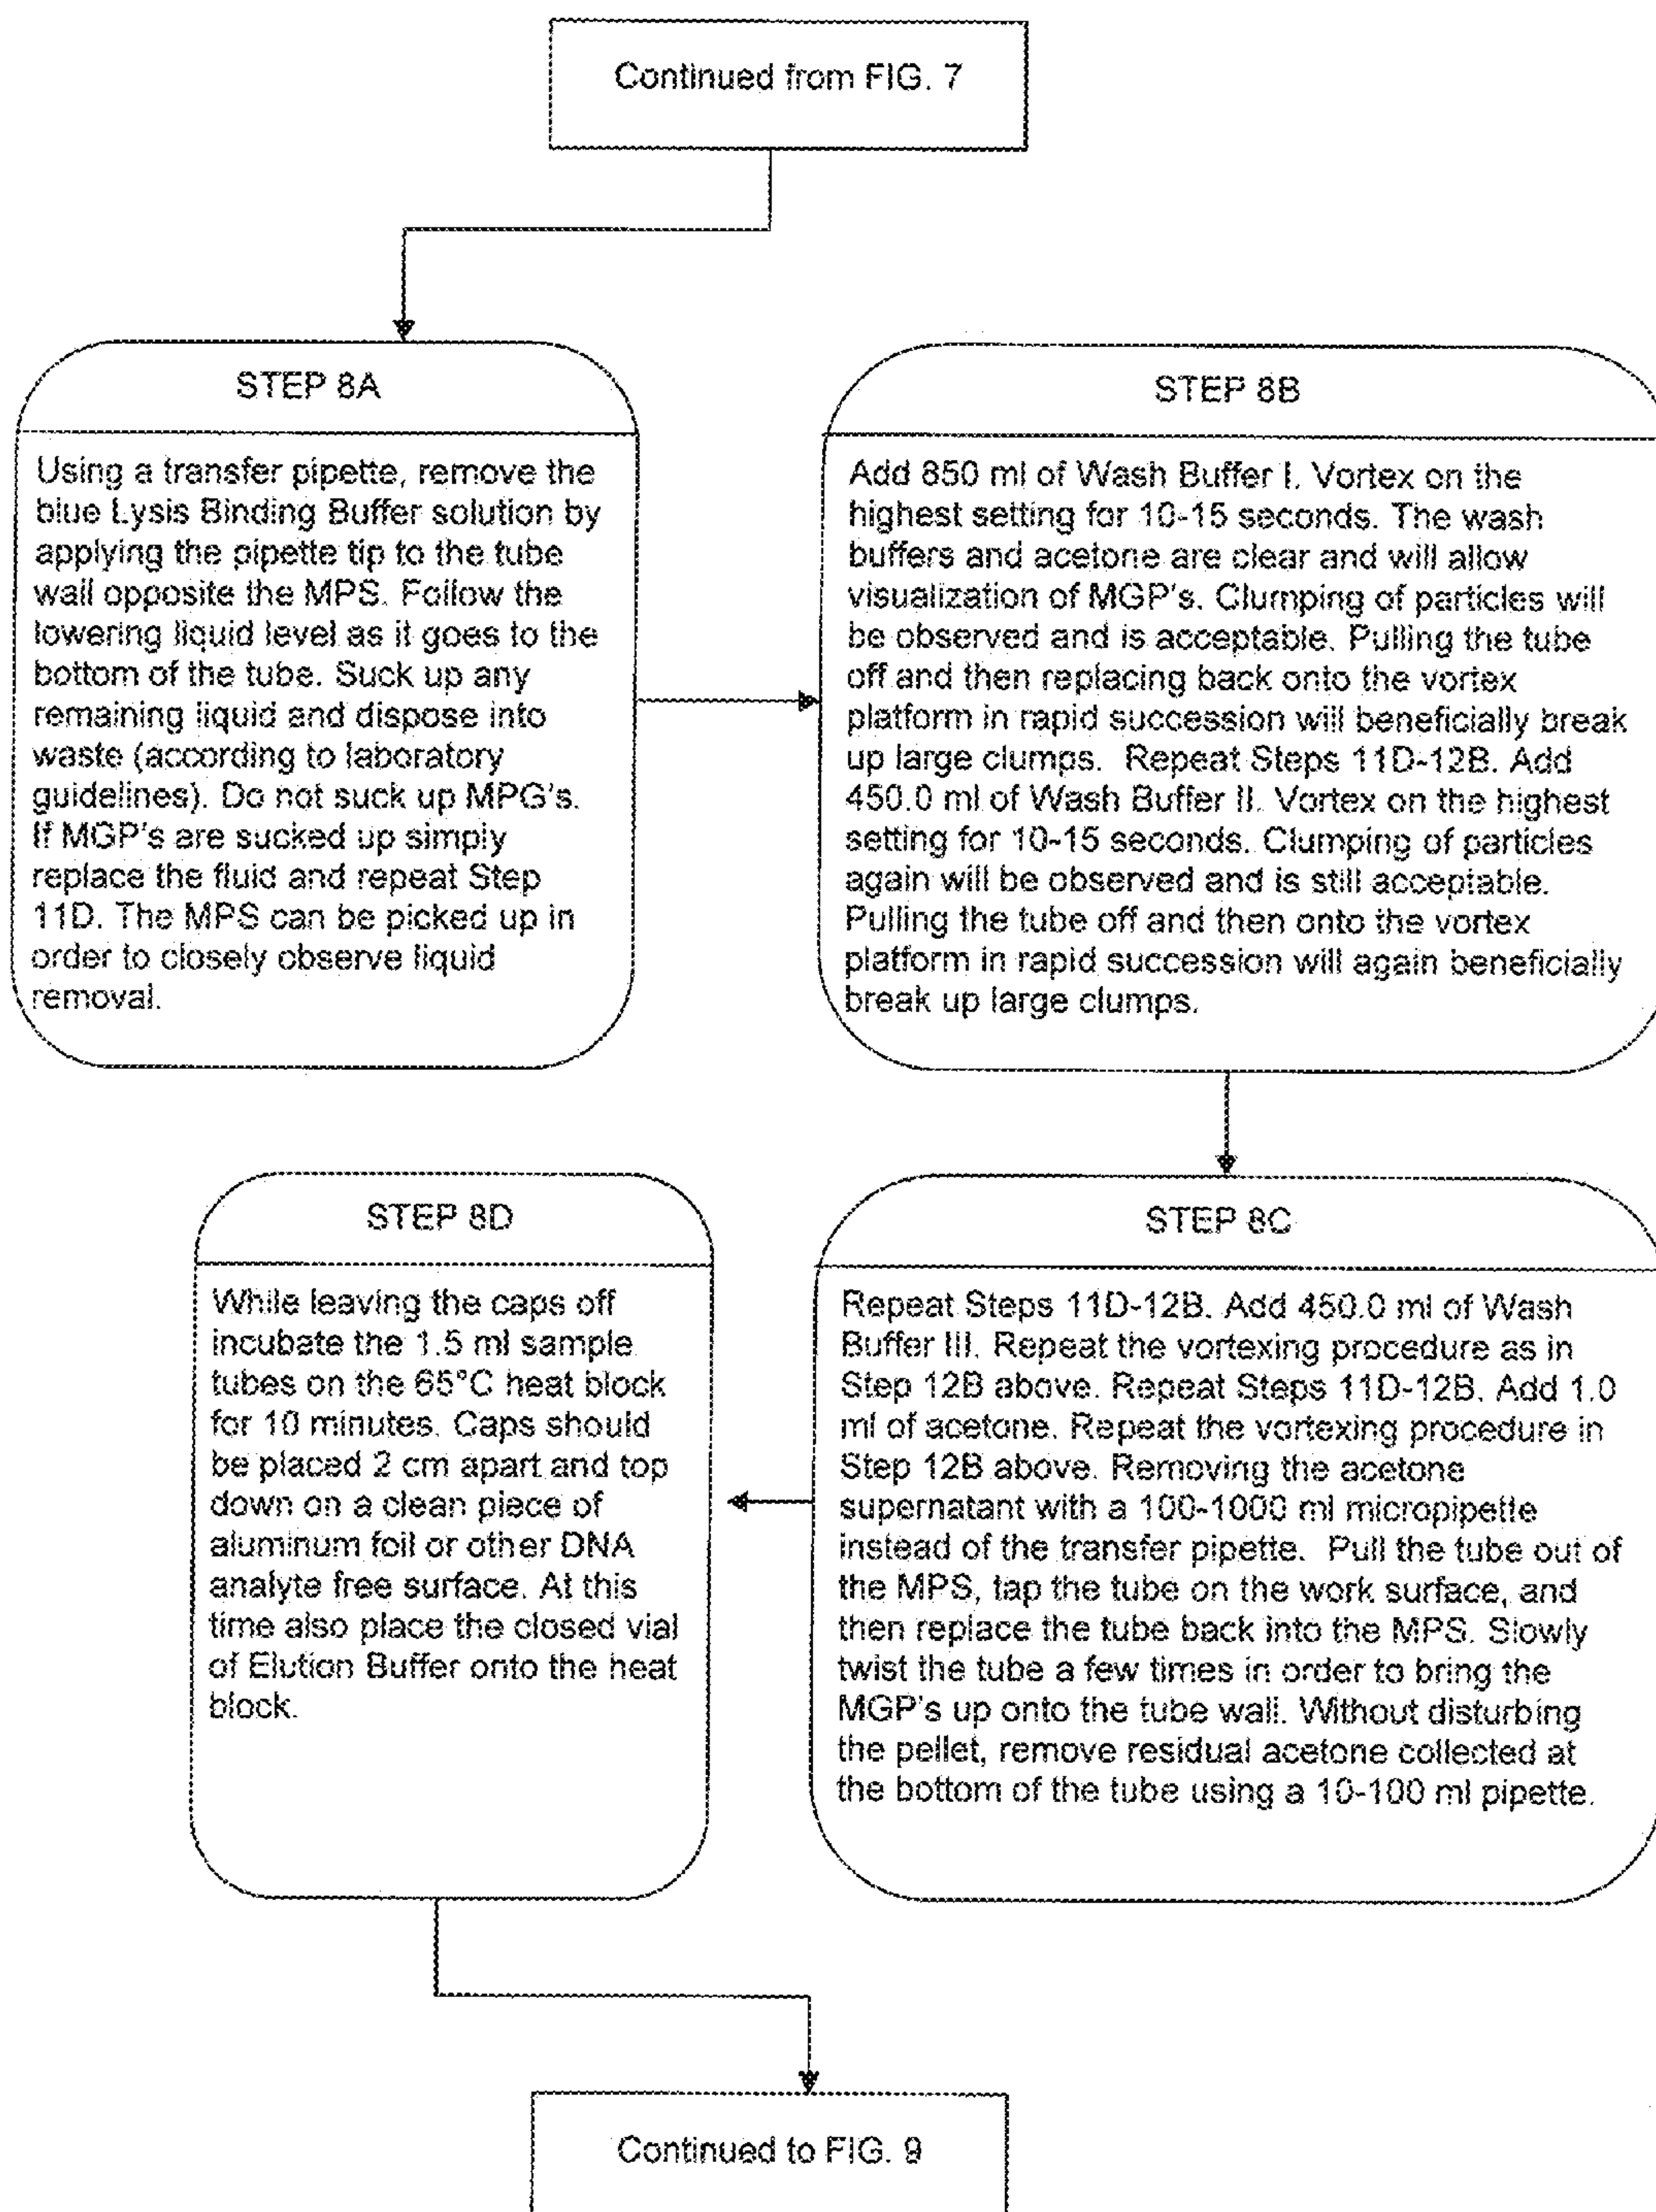 Continued from FIG. 7
STEP 8A
Using a transfer pipette, remove the
blue Lysis Binding Buffer solution by
applying the pipette tip to the tube
wall opposite the MPS. Follow the
lowering liquid level as it goes to the
bottom of the tube. Suck up any
remaining liquid and dispose into
waste (according to laboratory
guidelines). Do not suck up MPG's.
If MGP's are sucked up simply
replace the fluid and repeat Step
11D. The MPS can be picked up in
order to closely observe liquid
removal.
STEP 8B
Add 850 ml of Wash Buffer I. Vortex on the
highest setting for 10-15 seconds. The wash
buffers and acetone are clear and will allow
visualization of MGP's. Clumping of particles will
be observed and is acceptable. Pulling the tube
off and then replacing back onto the vortex
platform in rapid succession will beneficially break
up large clumps. Repeat Steps 11D-12B. Add
450.0 ml of Wash Buffer II. Vortex on the highest
setting for 10-15 seconds. Clumping of particles
again will be observed and is still acceptable.
Pulling the tube off and then onto the vortex
platform in rapid succession will again beneficially
break up large clumps.
STEP 8C
Repeat Steps 11D-12B. Add 450.0 ml of Wash
Buffer III. Repeat the vortexing procedure as in
Step 12B above. Repeat Steps 11D-12B. Add 1.0
ml of acetone. Repeat the vortexing procedure in
Step 12B above. Removing the acetone
supernatant with a 100-1000 ml micropipette
instead of the transfer pipette. Pull the tube out of
the MPS, tap the tube on the work surface, and
then replace the tube back into the MPS. Slowly
twist the tube a few times in order to bring the
MGP's up onto the tube wall. Without disturbing
the pellet, remove residual acetone collected at
the bottom of the tube using a 10-100 ml pipette.
STEP 8D
While leaving the caps off
incubate the 1.5 ml sample
tubes on the 65°C heat block
for 10 minutes. Caps should
be placed 2 cm apart and top
down on a clean piece of
aluminum foil or other DNA
analyte free surface. At this
time also place the closed vial
of Elution Buffer onto the heat
block.
Continued to FIG. 9